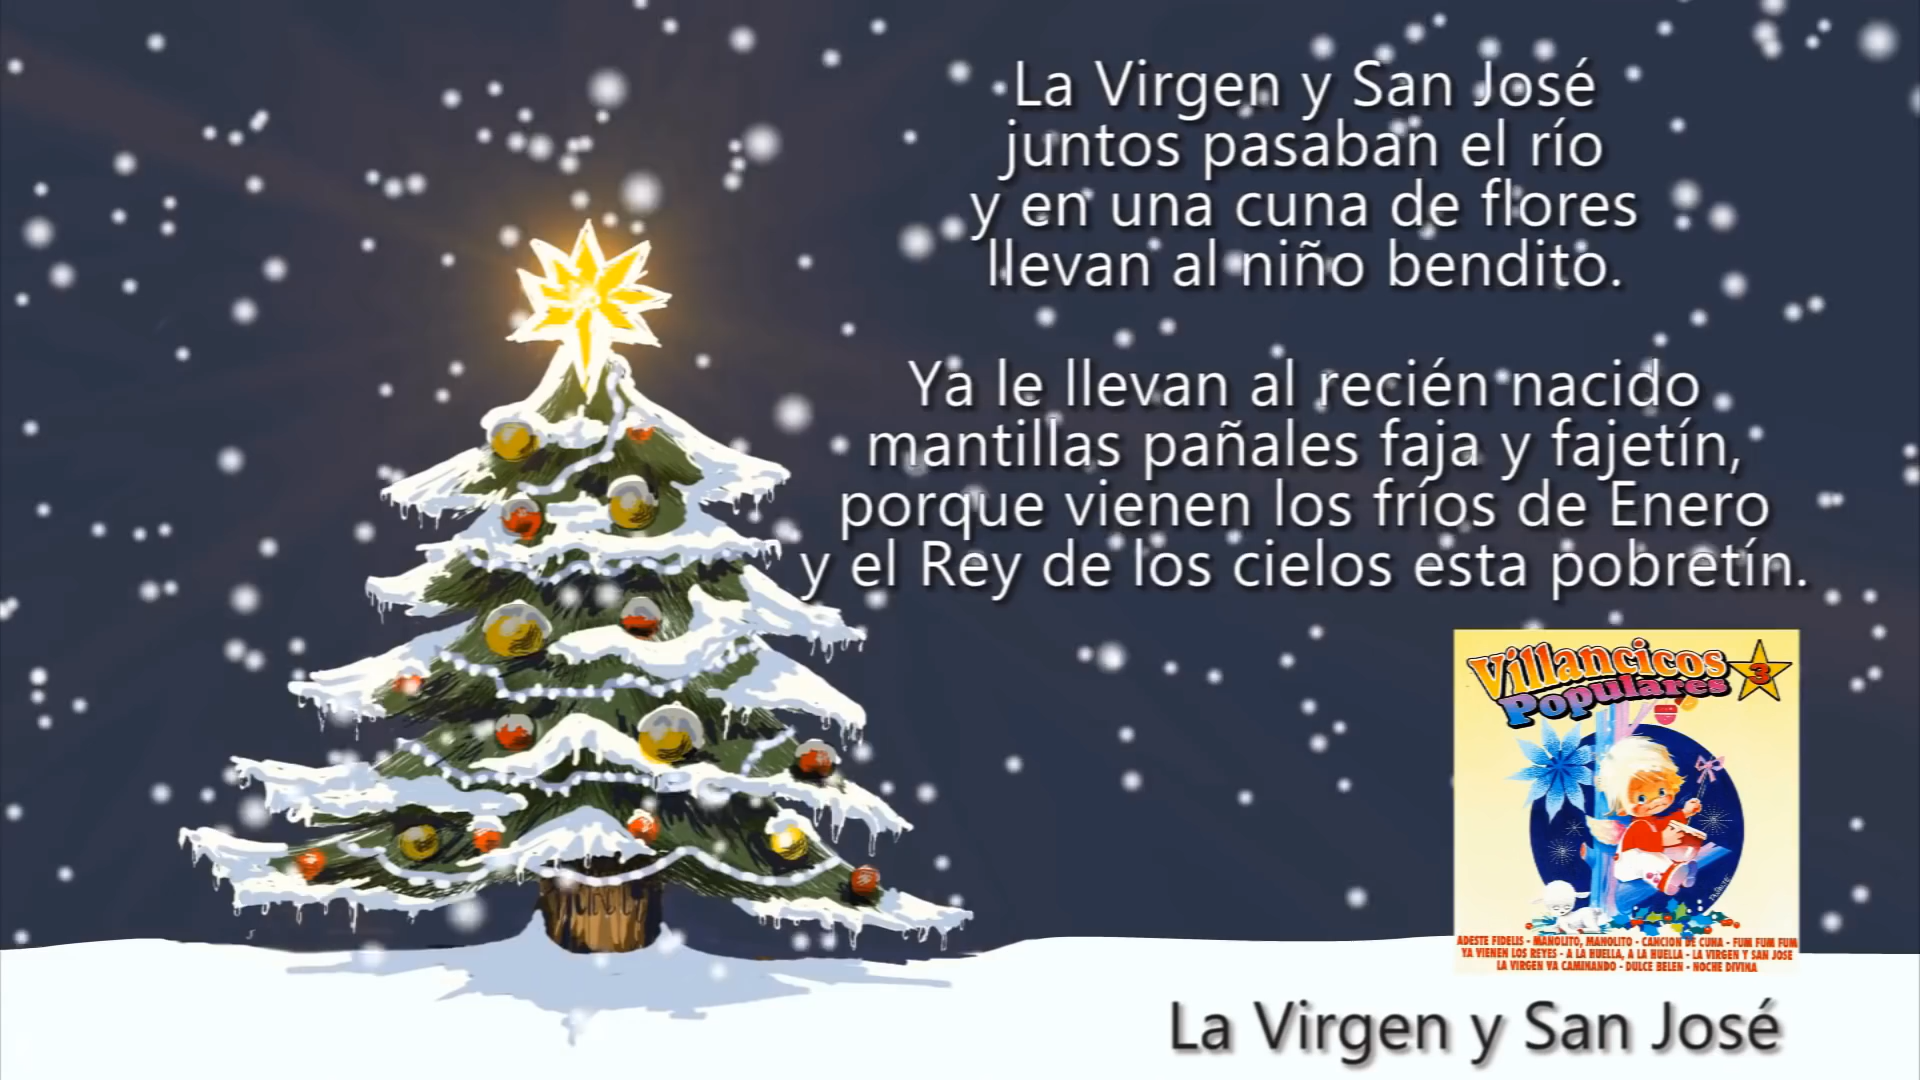 La Virgen y San José
juntos pasaban el río
y en una cuna de flores
llevan al niño bendito.
Ya le llevan al recién nacido
mantillas pañales faja y fajetín,
porque vienen los fríos de Enero
y el Rey de los cielos esta pobretín.
Villancicos
Populares
3
ADESTE FIDELIS - MANOLITO, MANOLITO - CANCION DE CUNA - FUM FUM FUM
YA VIENEN LOS REYES - A LA HUELLA, A LA HUELLA - LA VIRGEN Y SAN JOSE
LA VIRGEN VA CAMINANDO - DULCE BELEN - NOCHE DIVINA
La Virgen y San José